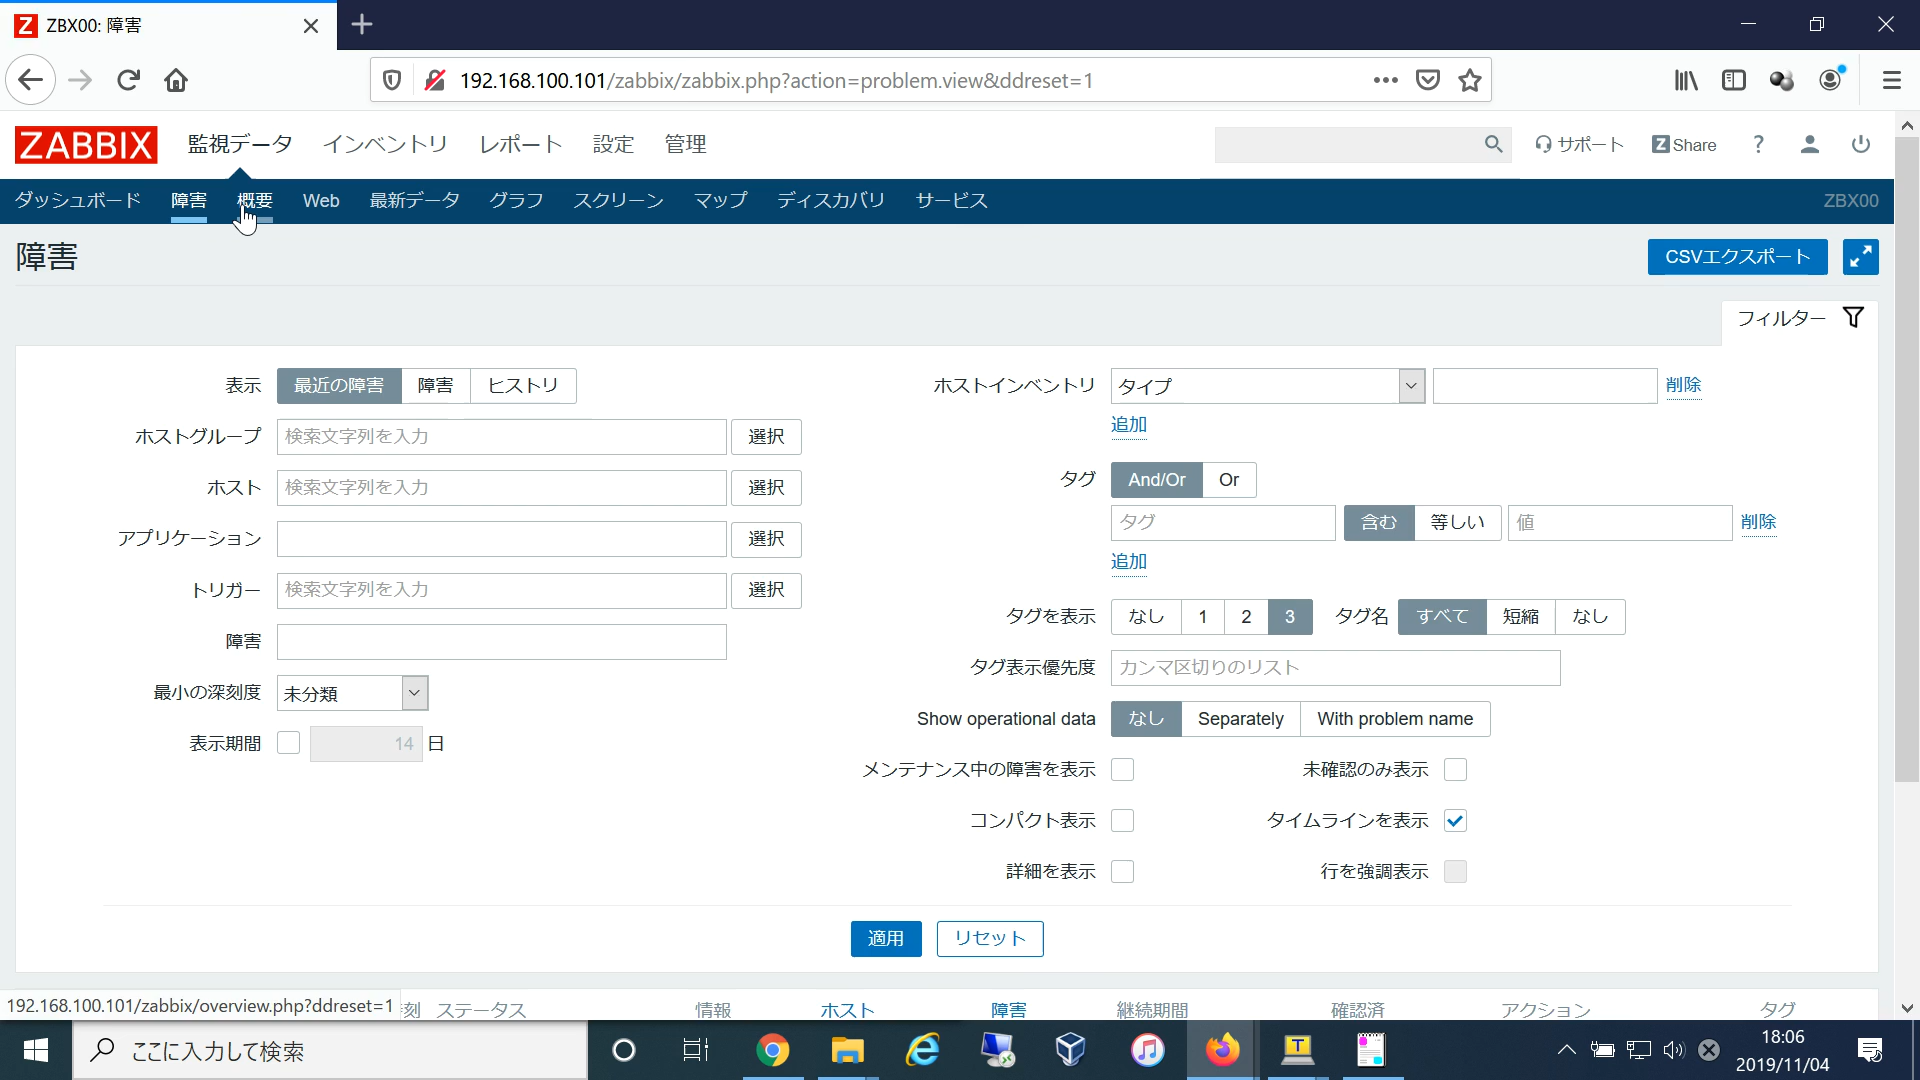 ZBX00: 障害
192.168.100.101/zabbix/zabbix.php?action=problem.view&ddreset=1
ZABBIX 監視データ インベントリ レポート 設定 管理 サポート Z Share ?
ダッシュボード 障害 概要 Web 最新データ グラフ スクリーン マップ ディスカバリ サービス ZBX00
障害 CSVエクスポート
フィルター
表示 最近の障害 障害 ヒストリ
ホストグループ 検索文字列を入力 選択
ホスト 検索文字列を入力 選択
アプリケーション 選択
トリガー 検索文字列を入力 選択
障害
最小の深刻度 未分類
表示期間 14 日
ホストインベントリ タイプ 削除
追加
タグ And/Or Or
タグ 含む 等しい 値 削除
追加
タグを表示 なし 1 2 3 タグ名 すべて 短縮 なし
タグ表示優先度 カンマ区切りのリスト
Show operational data なし Separately With problem name
メンテナンス中の障害を表示 未確認のみ表示
コンパクト表示 タイムラインを表示
詳細を表示 行を強調表示
適用 リセット
192.168.100.101/zabbix/overview.php?ddreset=1 刻 ステータス 情報 ホスト 障害 継続期間 確認済 アクション タグ
ここに入力して検索
18:06
2019/11/04